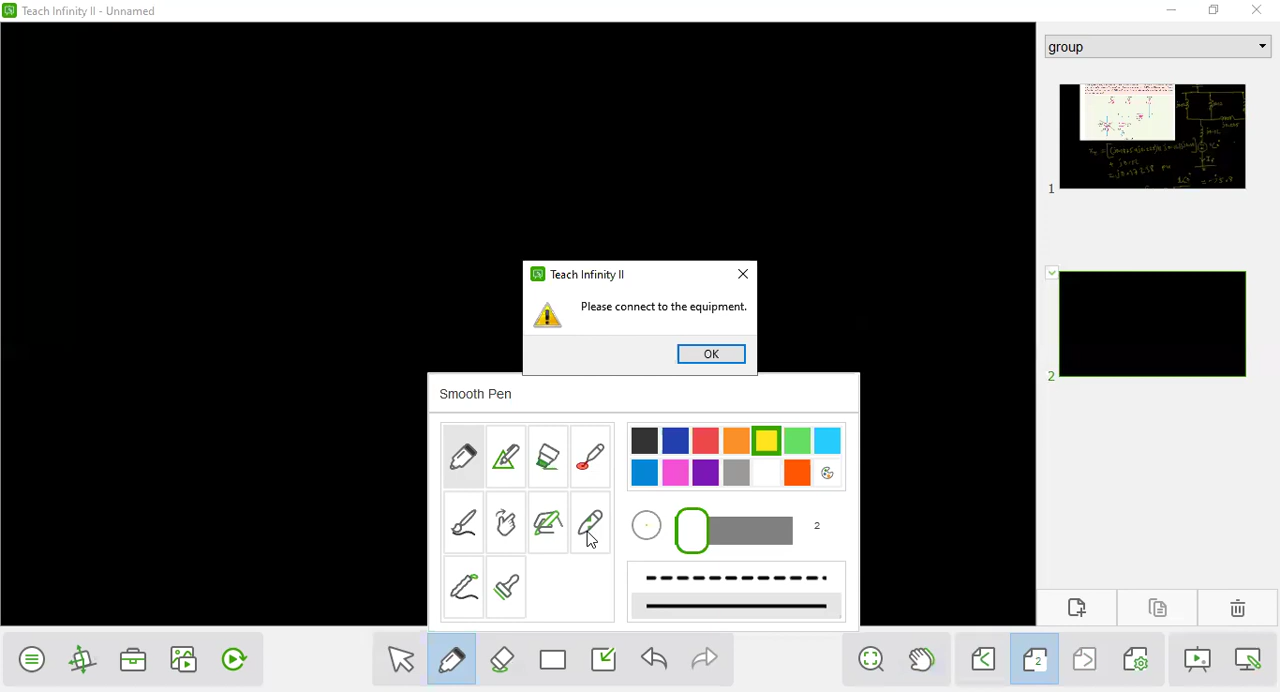 Teach Infinity II - Unnamed
group
1
Teach Infinity II
Please connect to the equipment.
OK
2
Smooth Pen
2
2